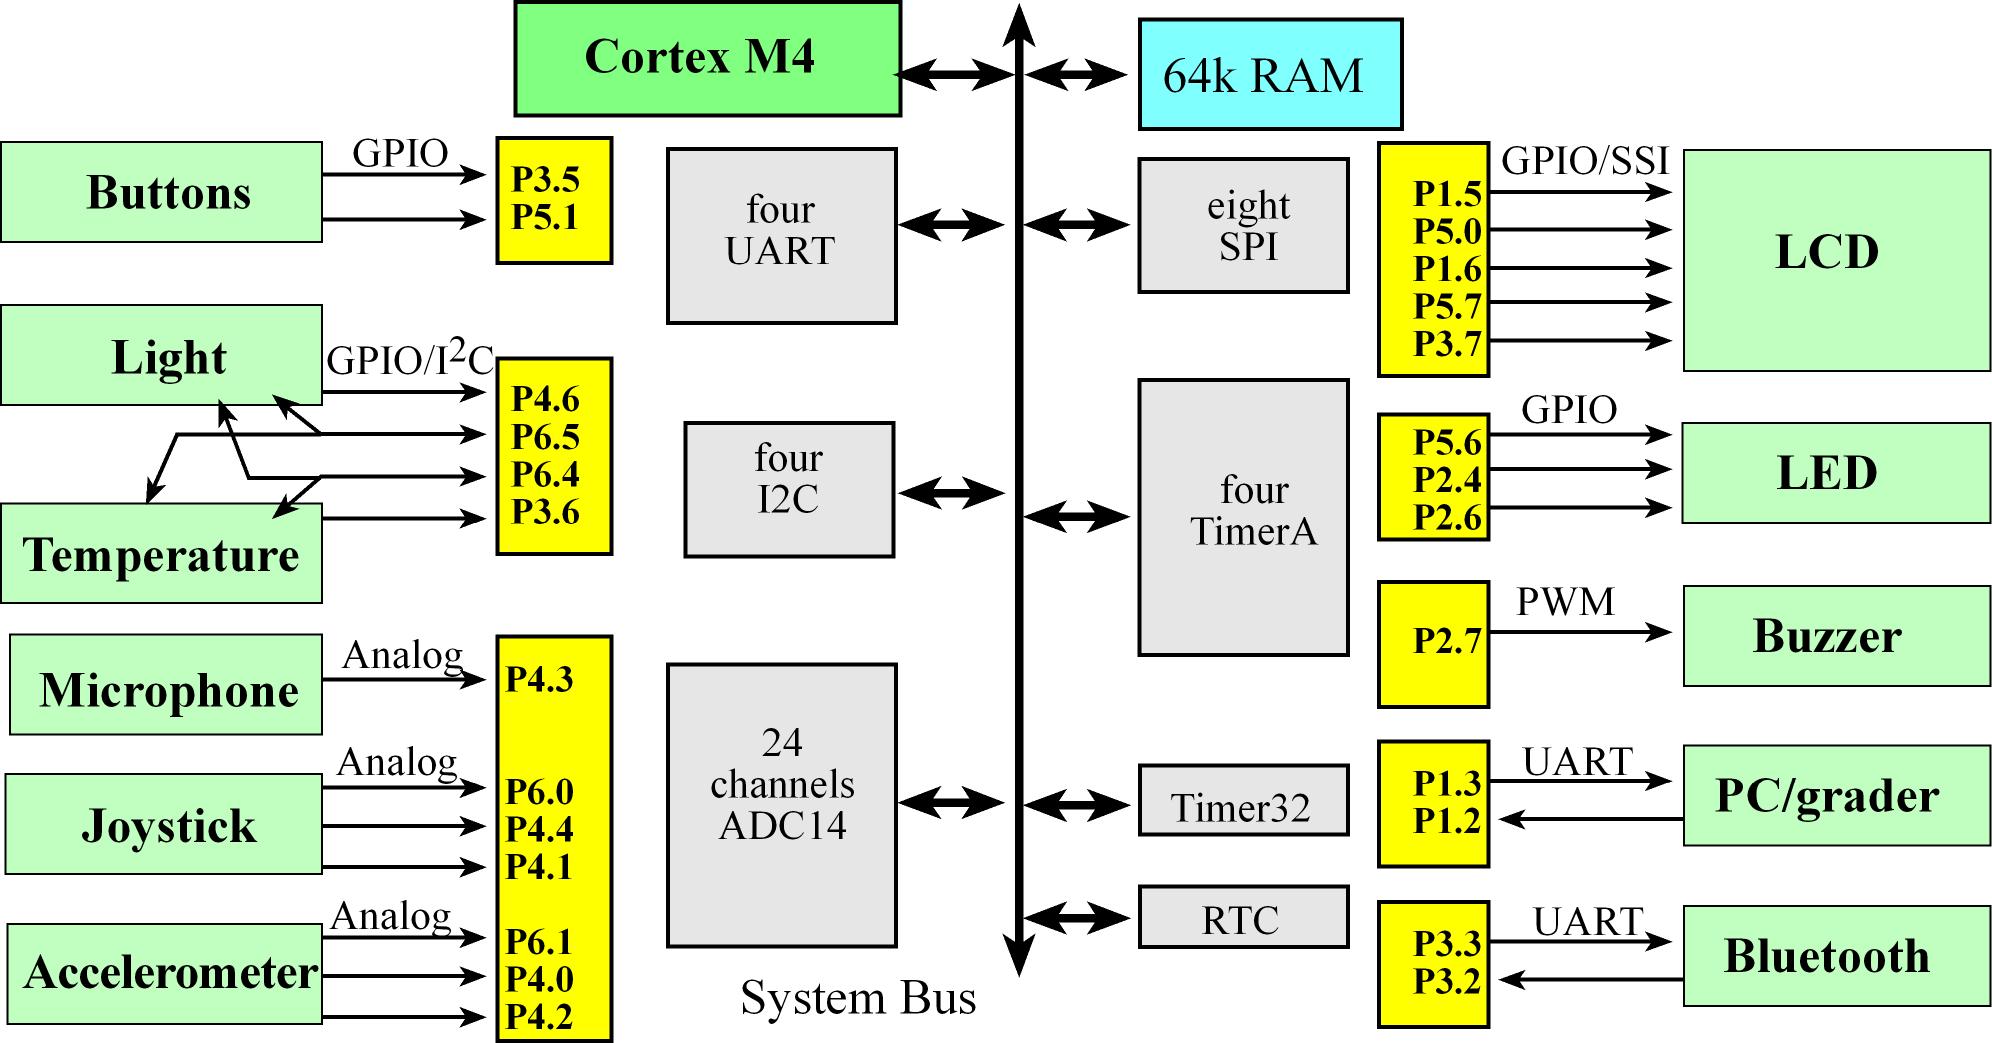 Cortex M4
64k RAM
Buttons
GPIO
P3.5
P5.1
four
UART
eight
SPI
P1.5
P5.0
P1.6
P5.7
P3.7
GPIO/SSI
LCD
Light
GPIO/I²C
P4.6
P6.5
P6.4
P3.6
Temperature
four
I2C
four
TimerA
P5.6
P2.4
P2.6
GPIO
LED
P2.7
PWM
Buzzer
Microphone
Analog
P4.3
Joystick
Analog
P6.0
P4.4
P4.1
Accelerometer
Analog
P6.1
P4.0
P4.2
24
channels
ADC14
Timer32
P1.3
P1.2
UART
PC/grader
RTC
P3.3
P3.2
UART
Bluetooth
System Bus